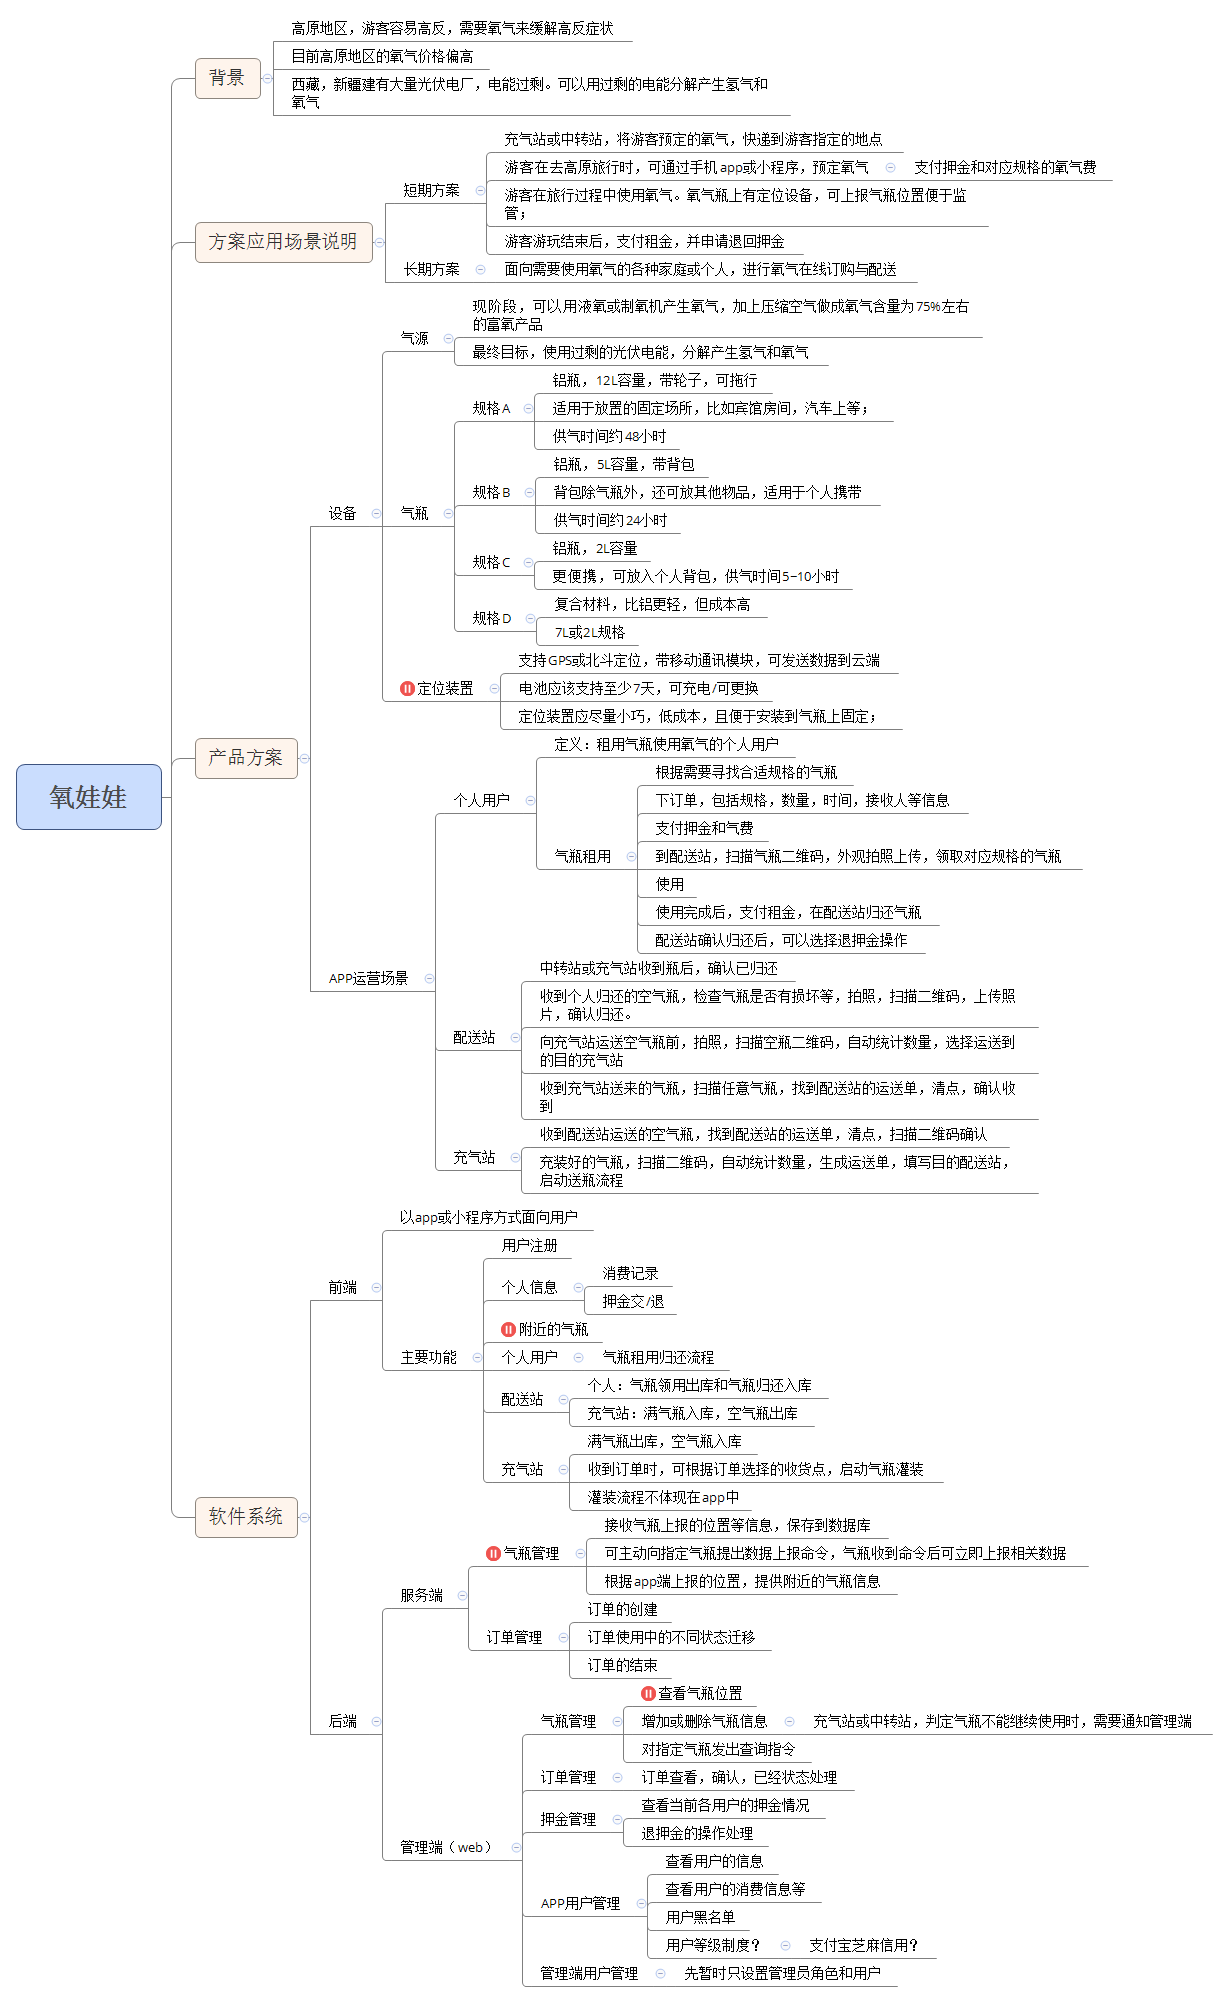 高原地区，游客容易高反，需要氧气来缓解高反症状
目前高原地区的氧气价格偏高
背景
西藏，新疆建有大量光伏电厂，电能过剩。可以用过剩的电能分解产生氢气和
氧气
充气站或中转站，将游客预定的氧气，快递到游客指定的地点
游客在去高原旅行时，可通过手机app或小程序，预定氧气
支付押金和对应规格的氧气费
短期方案
游客在旅行过程中使用氧气。氧气瓶上有定位设备，可上报气瓶位置便于监
管；
方案应用场景说明
游客游玩结束后，支付租金，并申请退回押金
长期方案
面向需要使用氧气的各种家庭或个人，进行氧气在线订购与配送
现阶段，可以用液氧或制氧机产生氧气，加上压缩空气做成氧气含量为75%左右
的富氧产品
气源
最终目标，使用过剩的光伏电能，分解产生氢气和氧气
铝瓶，12L容量，带轮子，可拖行
规格A
适用于放置的固定场所，比如宾馆房间，汽车上等；
供气时间约48小时
铝瓶，5L容量，带背包
规格B
背包除气瓶外，还可放其他物品，适用于个人携带
设备
气瓶
供气时间约24小时
铝瓶，2L容量
规格C
更便携，可放入个人背包，供气时间5-10小时
复合材料，比铝更轻，但成本高
规格D
7L或2L规格
支持GPS或北斗定位，带移动通讯模块，可发送数据到云端
定位装置
电池应该支持至少7天，可充电/可更换
定位装置应尽量小巧，低成本，且便于安装到气瓶上固定；
产品方案
定义：租用气瓶使用氧气的个人用户
氧娃娃
根据需要寻找合适规格的气瓶
个人用户
下订单，包括规格，数量，时间，接收人等信息
支付押金和气费
气瓶租用
到配送站，扫描气瓶二维码，外观拍照上传，领取对应规格的气瓶
使用
使用完成后，支付租金，在配送站归还气瓶
配送站确认归还后，可以选择退押金操作
APP运营场景
中转站或充气站收到瓶后，确认已归还
收到个人归还的空气瓶，检查气瓶是否有损坏等，拍照，扫描二维码，上传照
片，确认归还。
配送站
向充气站运送空气瓶前，拍照，扫描空瓶二维码，自动统计数量，选择运送到
的目的充气站
收到充气站送来的气瓶，扫描任意气瓶，找到配送站的运送单，清点，确认收
到
收到配送站运送的空气瓶，找到配送站的运送单，清点，扫描二维码确认
充气站
充装好的气瓶，扫描二维码，自动统计数量，生成运送单，填写目的配送站，
启动送瓶流程
以app或小程序方式面向用户
用户注册
前端
个人信息
消费记录
押金交/退
附近的气瓶
主要功能
个人用户
气瓶租用归还流程
配送站
个人：气瓶领用出库和气瓶归还入库
充气站：满气瓶入库，空气瓶出库
满气瓶出库，空气瓶入库
充气站
收到订单时，可根据订单选择的收货点，启动气瓶灌装
灌装流程不体现在app中
软件系统
接收气瓶上报的位置等信息，保存到数据库
气瓶管理
可主动向指定气瓶提出数据上报命令，气瓶收到命令后可立即上报相关数据
根据app端上报的位置，提供附近的气瓶信息
服务端
订单的创建
订单管理
订单使用中的不同状态迁移
订单的结束
后端
查看气瓶位置
气瓶管理
增加或删除气瓶信息
充气站或中转站，判定气瓶不能继续使用时，需要通知管理端
对指定气瓶发出查询指令
订单管理
订单查看，确认，已经状态处理
查看当前各用户的押金情况
押金管理
退押金的操作处理
管理端（web）
查看用户的信息
查看用户的消费信息等
APP用户管理
用户黑名单
用户等级制度？
支付宝芝麻信用？
管理端用户管理
先暂时只设置管理员角色和用户